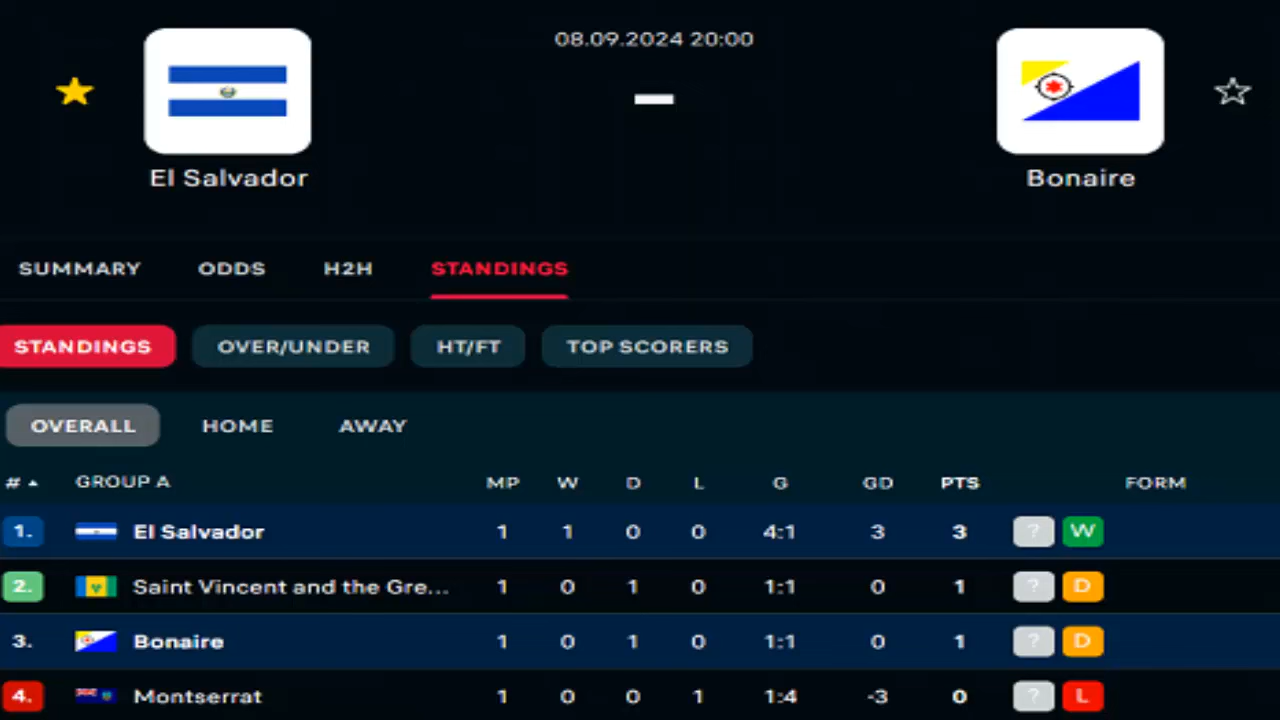 08.09.2024 20:00
–
El Salvador
Bonaire
SUMMARY ODDS H2H STANDINGS
STANDINGS OVER/UNDER HT/FT TOP SCORERS
OVERALL HOME AWAY
# GROUP A MP W D L G GD PTS FORM
1. El Salvador 1 1 0 0 4:1 3 3 ? W
2. Saint Vincent and the Gre... 1 0 1 0 1:1 0 1 ? D
3. Bonaire 1 0 1 0 1:1 0 1 ? D
4. Montserrat 1 0 0 1 1:4 -3 0 ? L